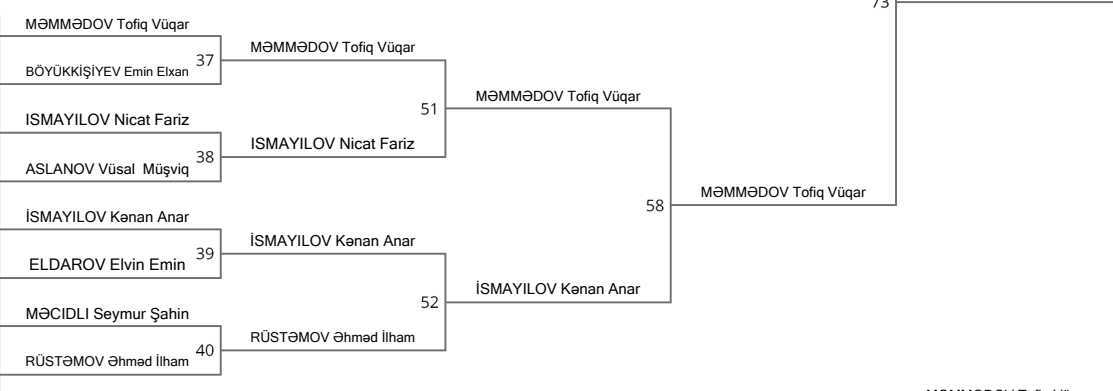 73
MƏMMƏDOV Tofiq Vüqar
37
MƏMMƏDOV Tofiq Vüqar
BÖYÜKKİŞİYEV Emin Elxan
51
MƏMMƏDOV Tofiq Vüqar
ISMAYILOV Nicat Fariz
38
ISMAYILOV Nicat Fariz
ASLANOV Vüsal Müşviq
58
MƏMMƏDOV Tofiq Vüqar
İSMAYILOV Kənan Anar
39
İSMAYILOV Kənan Anar
ELDAROV Elvin Emin
52
İSMAYILOV Kənan Anar
MƏCIDLI Seymur Şahin
40
RÜSTƏMOV Əhməd İlham
RÜSTƏMOV Əhməd İlham